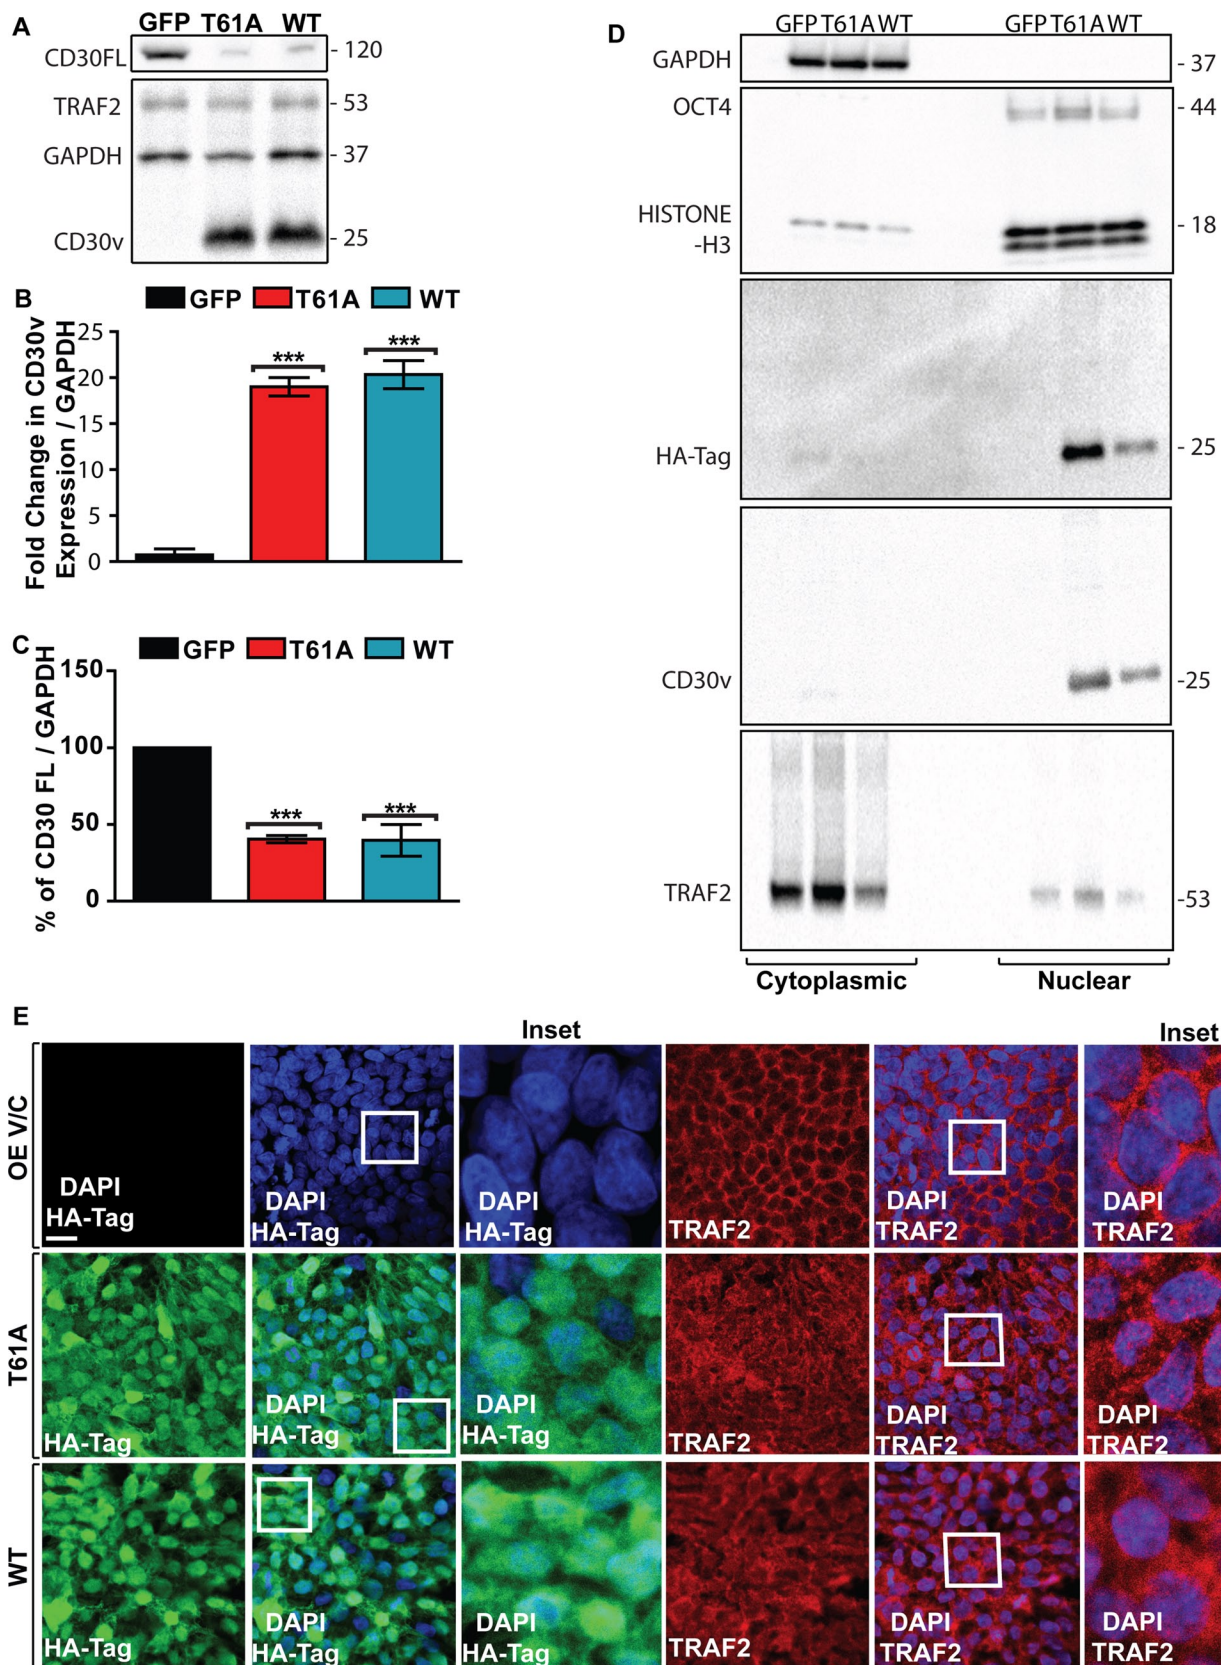 A
GFP T61A WT
CD30FL
- 120
TRAF2
- 53
GAPDH
- 37
CD30v
- 25
B
GFP T61A WT
Fold Change in CD30v
Expression / GAPDH
25
20
15
10
5
0
***
***
C
GFP T61A WT
% of CD30 FL / GAPDH
150
100
50
0
***
***
D
GFP T61A WT
GFP T61A WT
GAPDH
- 37
OCT4
- 44
HISTONE
-H3
- 18
HA-Tag
- 25
CD30v
-25
TRAF2
-53
Cytoplasmic
Nuclear
E
Inset
Inset
OE V/C
DAPI
HA-Tag
DAPI
HA-Tag
DAPI
HA-Tag
TRAF2
DAPI
TRAF2
DAPI
TRAF2
T61A
HA-Tag
DAPI
HA-Tag
DAPI
HA-Tag
TRAF2
DAPI
TRAF2
DAPI
TRAF2
WT
HA-Tag
DAPI
HA-Tag
DAPI
HA-Tag
TRAF2
DAPI
TRAF2
DAPI
TRAF2